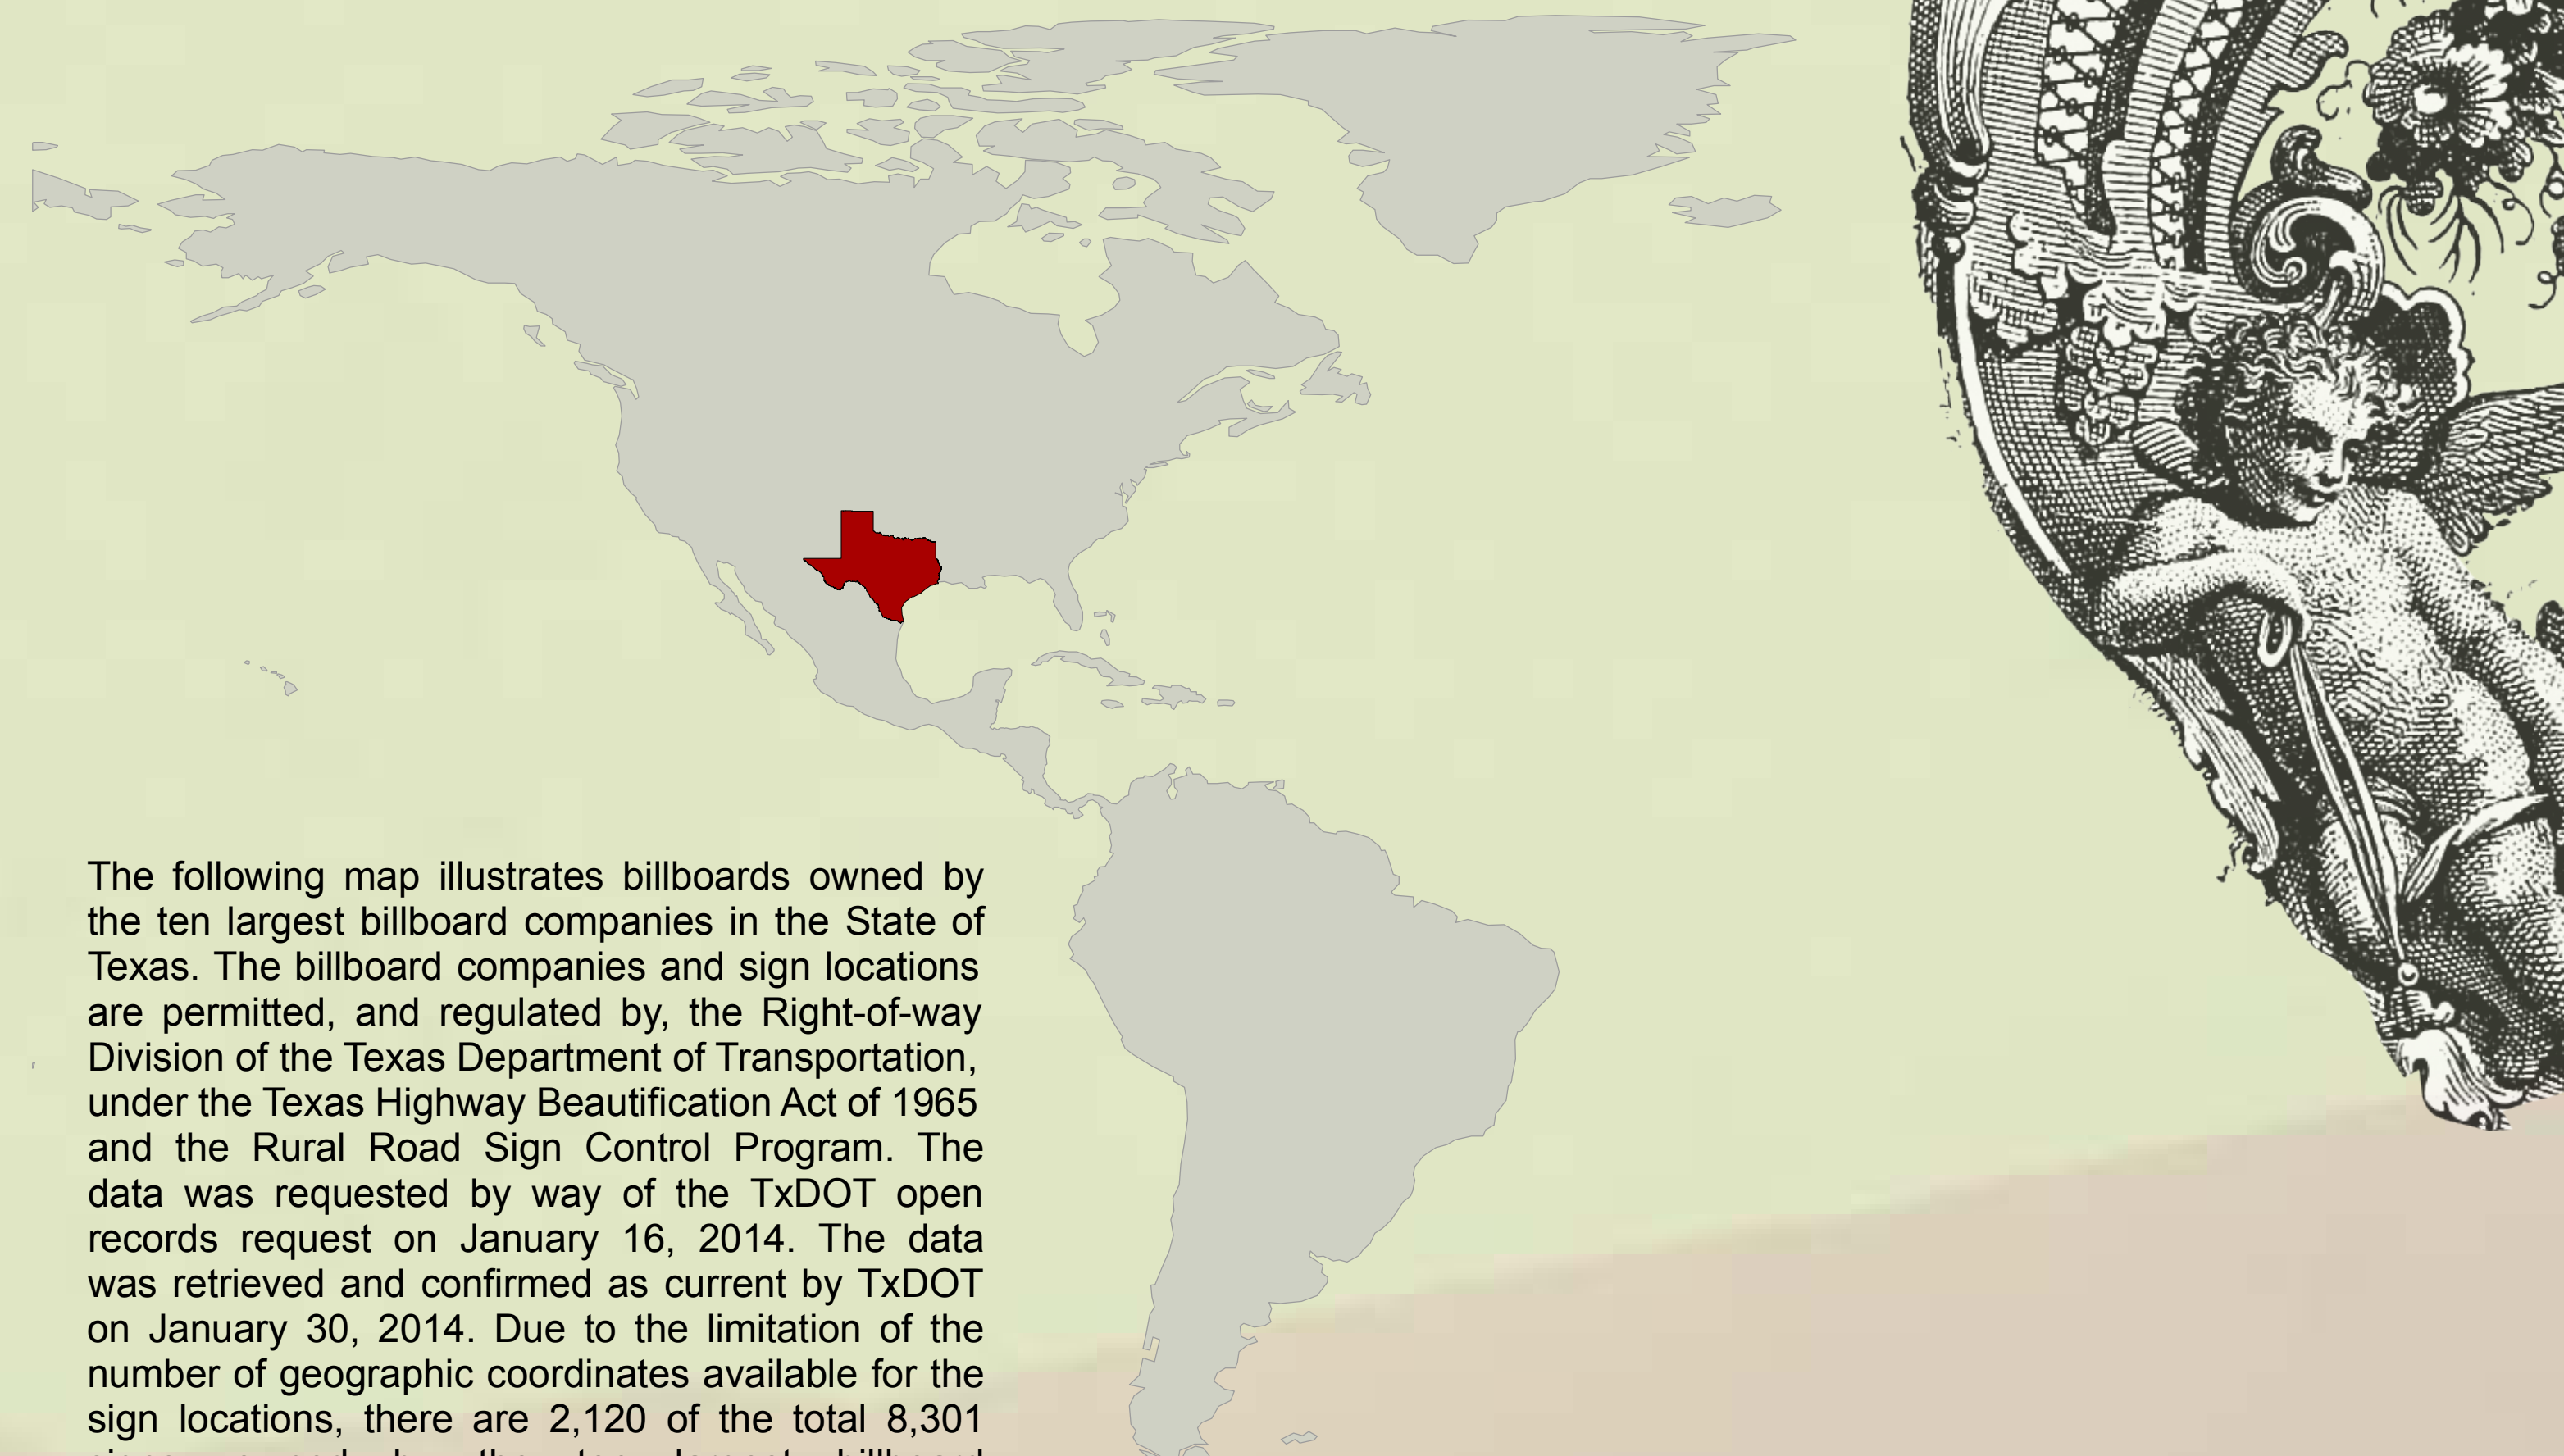 The following map illustrates billboards owned by
the ten largest billboard companies in the State of
Texas. The billboard companies and sign locations
are permitted, and regulated by, the Right-of-way
Division of the Texas Department of Transportation,
under the Texas Highway Beautification Act of 1965
and the Rural Road Sign Control Program. The
data was requested by way of the TxDOT open
records request on January 16, 2014. The data
was retrieved and confirmed as current by TxDOT
on January 30, 2014. Due to the limitation of the
number of geographic coordinates available for the
sign locations, there are 2,120 of the total 8,301